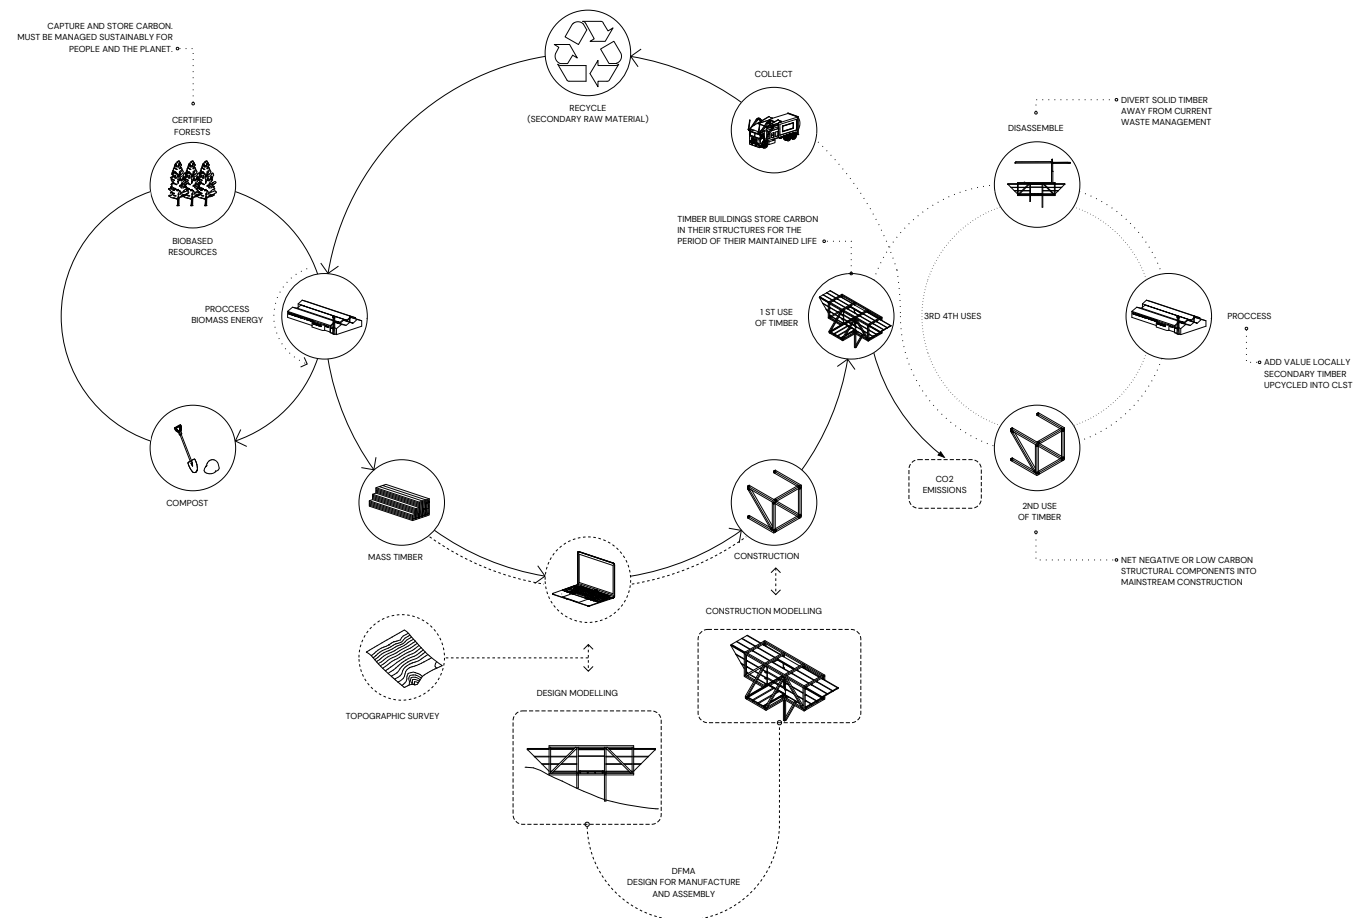 CAPTURE AND STORE CARBON.
MUST BE MANAGED SUSTAINABLY FOR
PEOPLE AND THE PLANET.
CERTIFIED
FORESTS
BIOBASED
RESOURCES
PROCCESS
BIOMASS ENERGY
COMPOST
RECYCLE
(SECONDARY RAW MATERIAL)
COLLECT
TIMBER BUILDINGS STORE CARBON
IN THEIR STRUCTURES FOR THE
PERIOD OF THEIR MAINTAINED LIFE
1 ST USE
OF TIMBER
3RD 4TH USES
DISASSEMBLE
DIVERT SOLID TIMBER
AWAY FROM CURRENT
WASTE MANAGEMENT
PROCCESS
ADD VALUE LOCALLY
SECONDARY TIMBER
UPCYCLED INTO CLST
CO2
EMISSIONS
2ND USE
OF TIMBER
NET NEGATIVE OR LOW CARBON
STRUCTURAL COMPONENTS INTO
MAINSTREAM CONSTRUCTION
MASS TIMBER
CONSTRUCTION
CONSTRUCTION MODELLING
TOPOGRAPHIC SURVEY
DESIGN MODELLING
DFMA
DESIGN FOR MANUFACTURE
AND ASSEMBLY